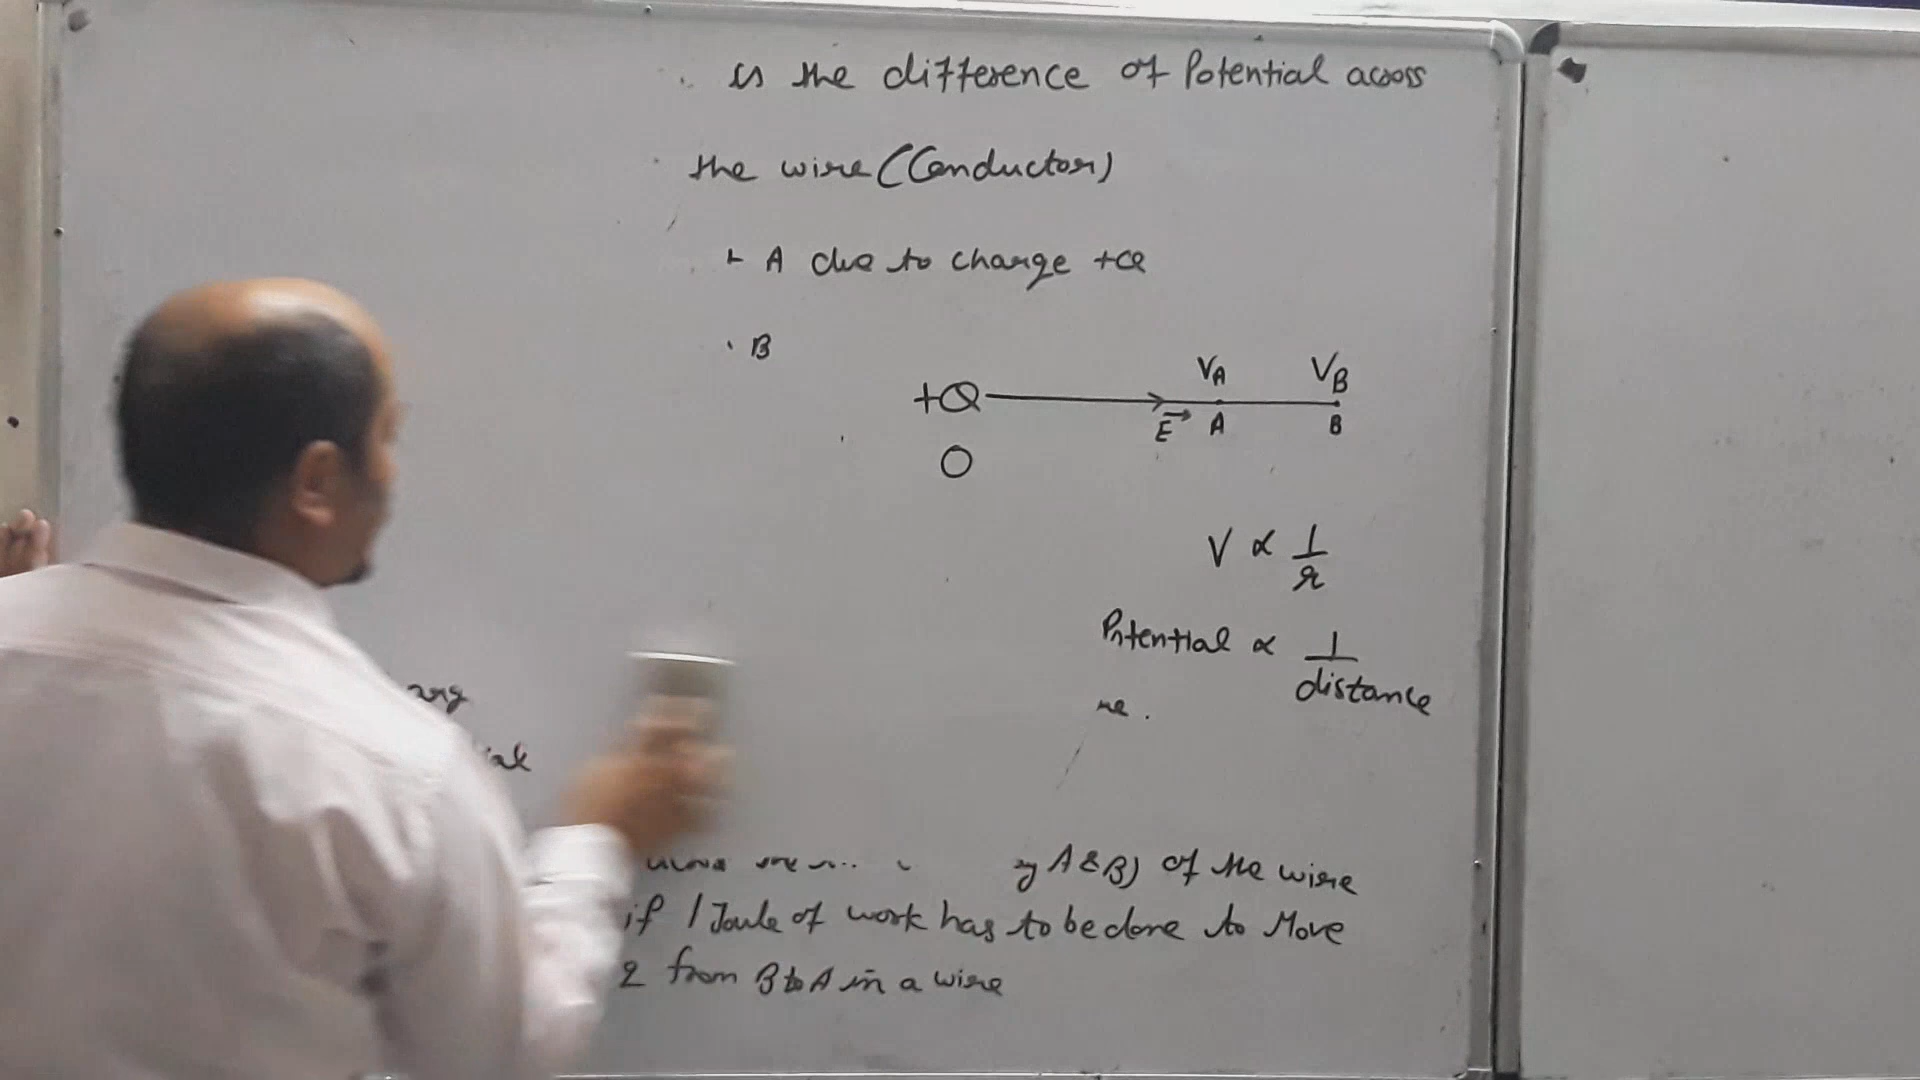 is the difference of Potential across
the wire (Conductor)
A due to charge +Q
B
VA VB
+Q E A B
O
V ∝ 1/r
Potential ∝ 1/distance
A & B) of the wire
if 1 Joule of work has to be done to Move
from B to A in a wire